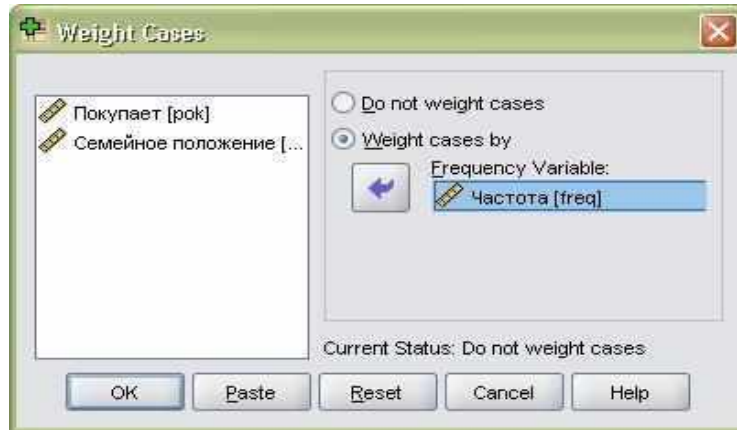 Weight Cases
Покупает [pok]
Семейное положение [...
Do not weight cases
Weight cases by
Frequency Variable:
Частота [freq]
Current Status: Do not weight cases
OK
Paste
Reset
Cancel
Help